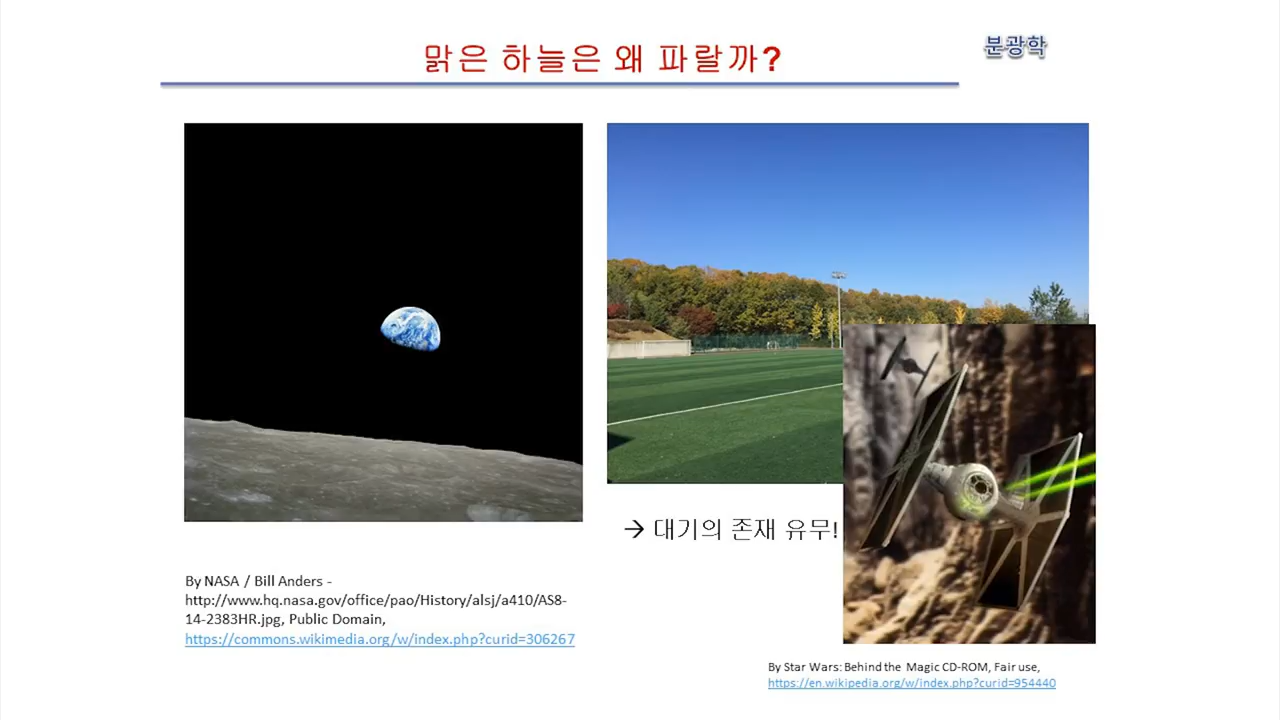 맑은 하늘은 왜 파랄까?
분광학
→ 대기의 존재 유무!
By NASA / Bill Anders -
http://www.hq.nasa.gov/office/pao/History/alsj/a410/AS8-
14-2383HR.jpg, Public Domain,
https://commons.wikimedia.org/w/index.php?curid=306267
By Star Wars: Behind the Magic CD-ROM, Fair use,
https://en.wikipedia.org/w/index.php?curid=954440